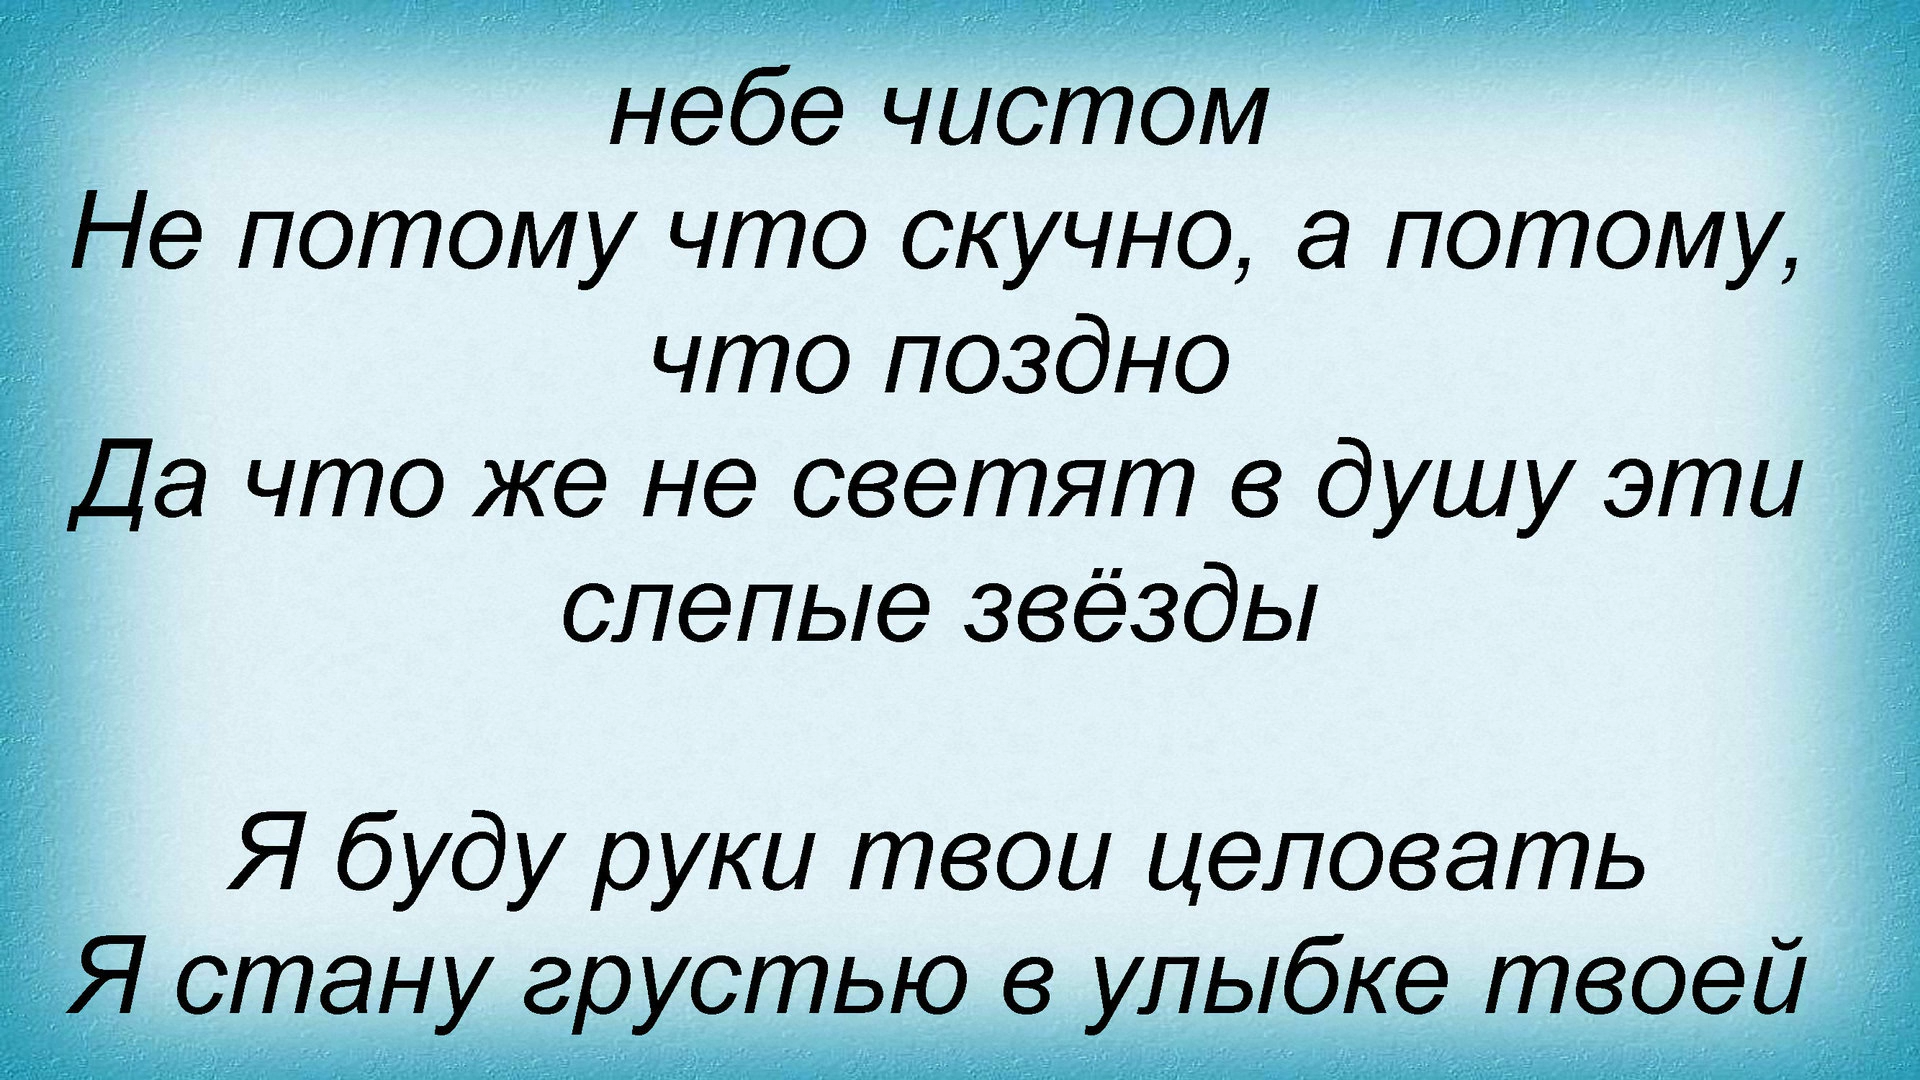 небе чистом
Не потому что скучно, а потому,
что поздно
Да что же не светят в душу эти
слепые звёзды
Я буду руки твои целовать
Я стану грустью в улыбке твоей